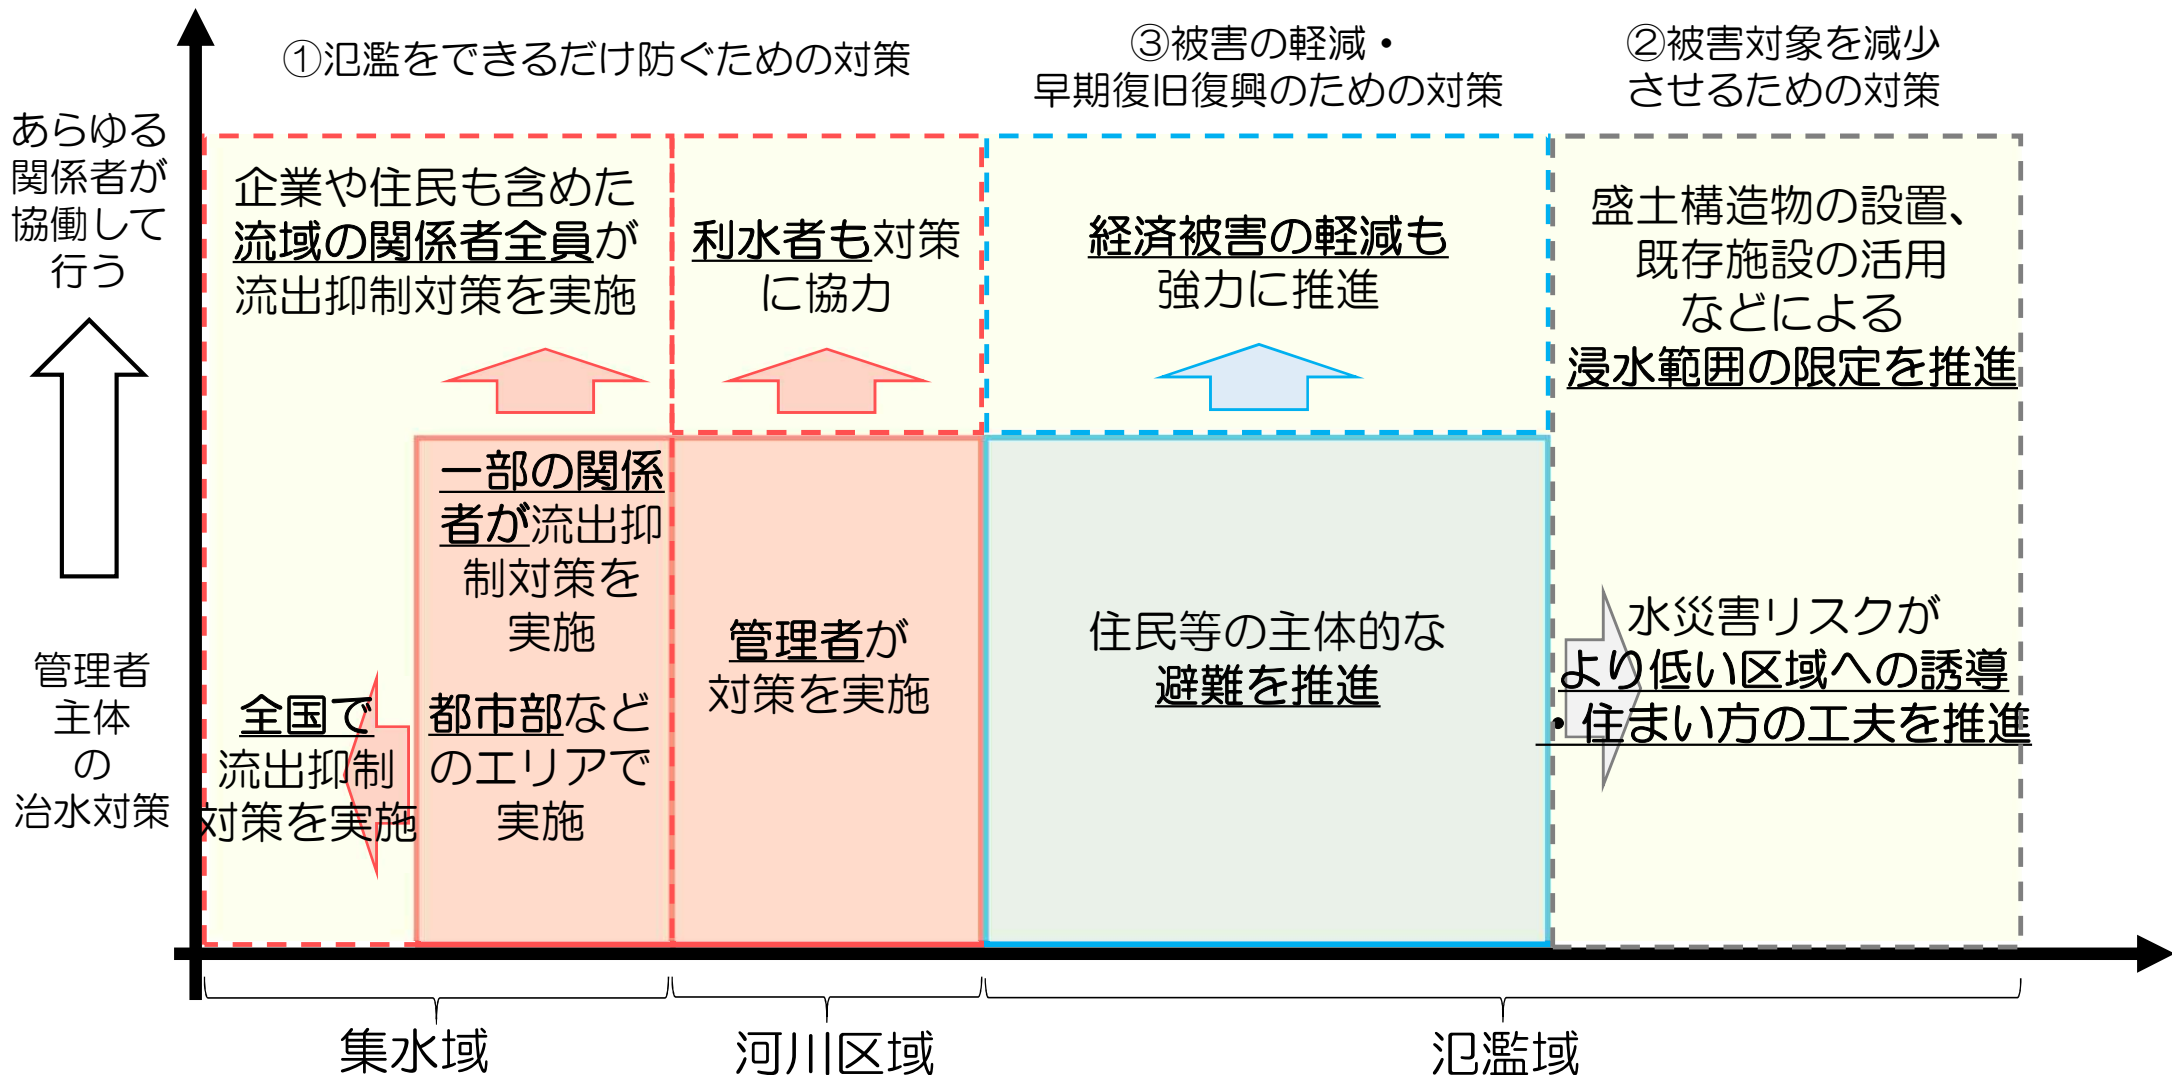 ①氾濫をできるだけ防ぐための対策
③被害の軽減・
早期復旧復興のための対策
②被害対象を減少
させるための対策
あらゆる
関係者が
協働して
行う
管理者
主体
の
治水対策
企業や住民も含めた
流域の関係者全員が
流出抑制対策を実施
利水者も対策
に協力
経済被害の軽減も
強力に推進
盛土構造物の設置、
既存施設の活用
などによる
浸水範囲の限定を推進
全国で
流出抑制
対策を実施
一部の関係
者が流出抑
制対策を
実施
都市部など
のエリアで
実施
管理者が
対策を実施
住民等の主体的な
避難を推進
水災害リスクが
より低い区域への誘導
・住まい方の工夫を推進
集水域
河川区域
氾濫域